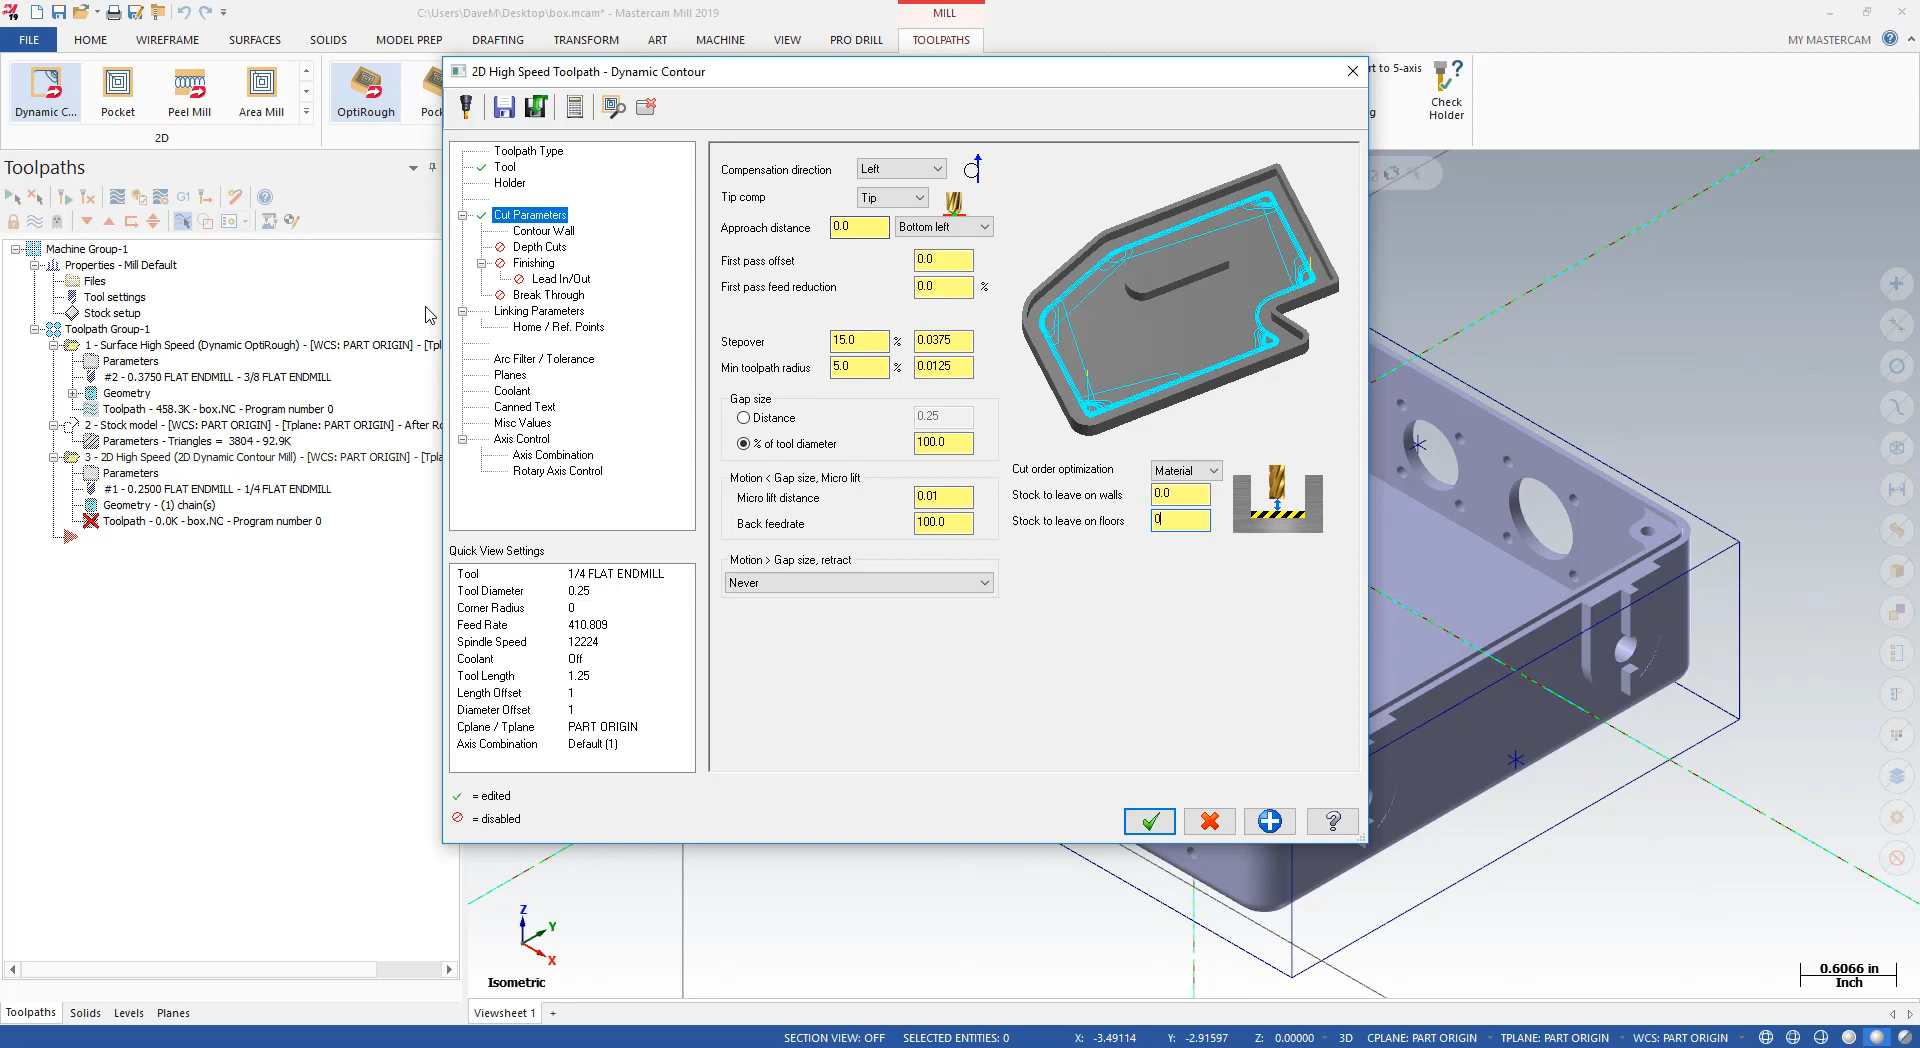 C:\Users\DaveM\Desktop\box.mcam* - Mastercam Mill 2019
MILL
FILE
HOME
WIREFRAME
SURFACES
SOLIDS
MODEL PREP
DRAFTING
TRANSFORM
ART
MACHINE
VIEW
PRO DRILL
TOOLPATHS
MY MASTERCAM
Dynamic C...
Pocket
Peel Mill
Area Mill
OptiRough
Pock
2D
rt to 5-axis
g
Check
Holder
Toolpaths
G1
Machine Group-1
Properties - Mill Default
Files
Tool settings
Stock setup
Toolpath Group-1
1 - Surface High Speed (Dynamic OptiRough) - [WCS: PART ORIGIN] - [Tpl
Parameters
#2 - 0.3750 FLAT ENDMILL - 3/8 FLAT ENDMILL
Geometry
Toolpath - 458.3K - box.NC - Program number 0
2 - Stock model - [WCS: PART ORIGIN] - [Tplane: PART ORIGIN] - After Ro
Parameters - Triangles = 3804 - 92.9K
3 - 2D High Speed (2D Dynamic Contour Mill) - [WCS: PART ORIGIN] - [Tpla
Parameters
#1 - 0.2500 FLAT ENDMILL - 1/4 FLAT ENDMILL
Geometry - (1) chain(s)
Toolpath - 0.0K - box.NC - Program number 0
Toolpaths
Solids
Levels
Planes
2D High Speed Toolpath - Dynamic Contour
Toolpath Type
Tool
Holder
Cut Parameters
Contour Wall
Depth Cuts
Finishing
Lead In/Out
Break Through
Linking Parameters
Home / Ref. Points
Arc Filter / Tolerance
Planes
Coolant
Canned Text
Misc Values
Axis Control
Axis Combination
Rotary Axis Control
Quick View Settings
Tool 1/4 FLAT ENDMILL
Tool Diameter 0.25
Corner Radius 0
Feed Rate 410.809
Spindle Speed 12224
Coolant Off
Tool Length 1.25
Length Offset 1
Diameter Offset 1
Cplane / Tplane PART ORIGIN
Axis Combination Default (1)
= edited
= disabled
Compensation direction Left
Tip comp Tip
Approach distance 0.0 Bottom left
First pass offset 0.0
First pass feed reduction 0.0 %
Stepover 15.0 % 0.0375
Min toolpath radius 5.0 % 0.0125
Gap size
Distance 0.25
% of tool diameter 100.0
Motion < Gap size, Micro lift
Micro lift distance 0.01
Back feedrate 100.0
Motion > Gap size, retract
Never
Cut order optimization Material
Stock to leave on walls 0.0
Stock to leave on floors 0
Z
Y
X
Isometric
0.6066 in
Inch
Viewsheet 1 +
SECTION VIEW: OFF
SELECTED ENTITIES: 0
X: -3.49114
Y: -2.91597
Z: 0.00000
3D
CPLANE: PART ORIGIN
TPLANE: PART ORIGIN
WCS: PART ORIGIN